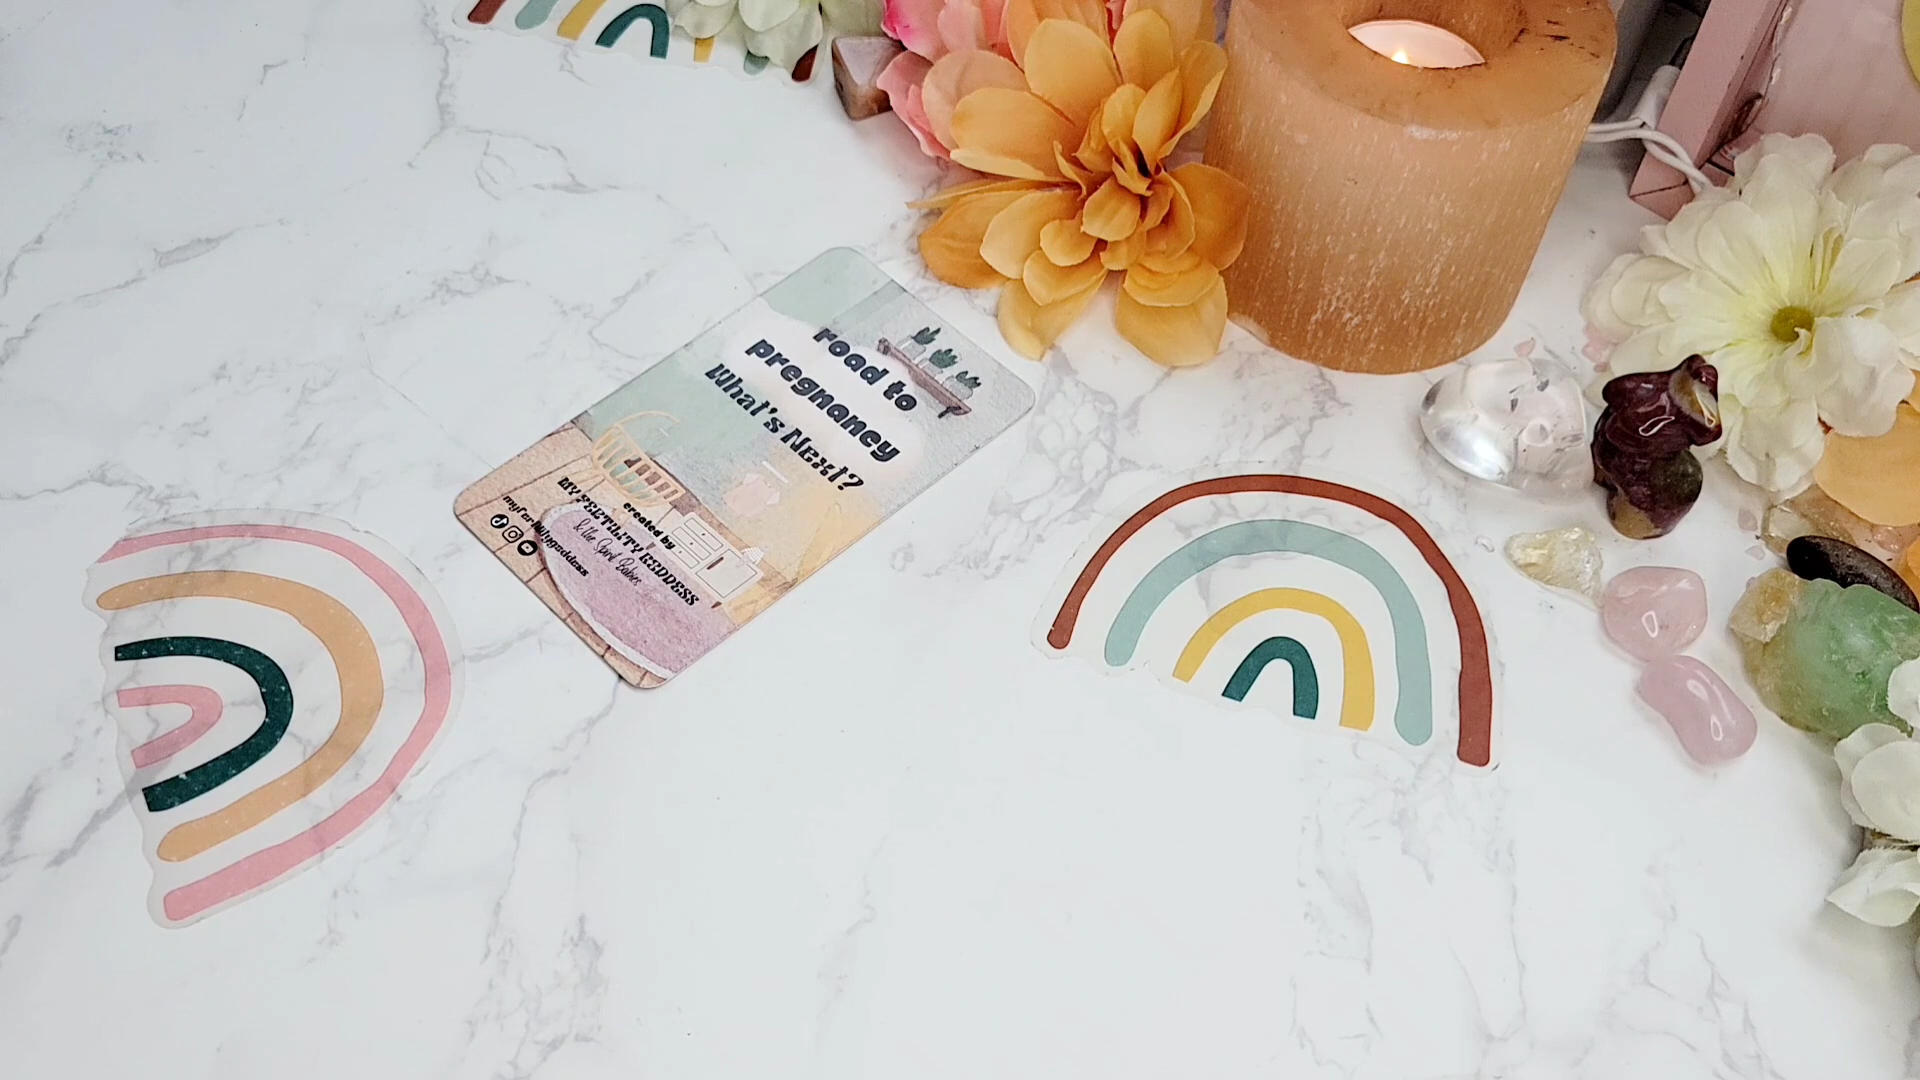 road to
pregnancy
What's Next?
created by
MY FERTILITY GODDESS
& the Spirit Babies
myfertilitygoddess